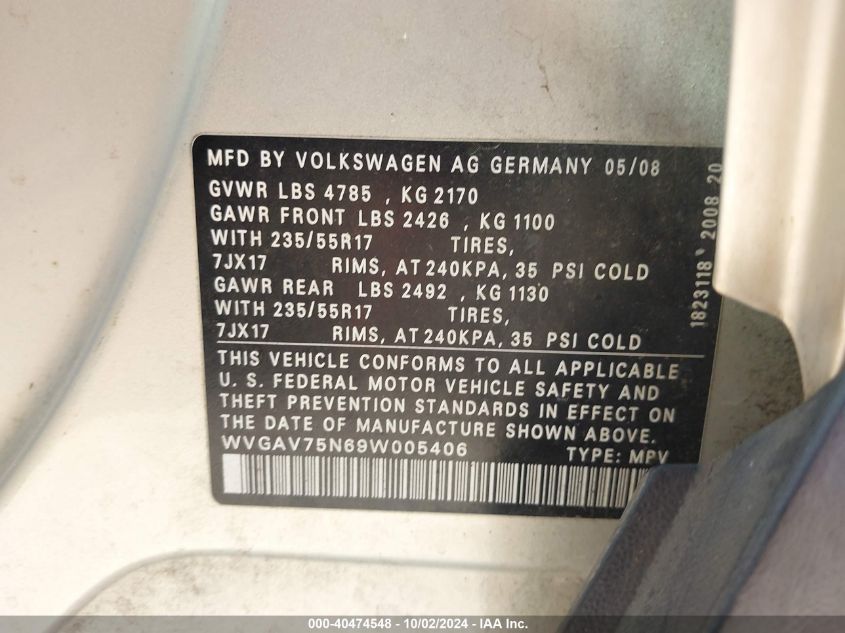 MFD BY VOLKSWAGEN AG GERMANY 05/08
GVWR LBS 4785 , KG 2170
GAWR FRONT LBS 2426 , KG 1100
WITH 235/55R17 TIRES,
7JX17 RIMS, AT 240KPA, 35 PSI COLD
GAWR REAR LBS 2492 , KG 1130
WITH 235/55R17 TIRES,
7JX17 RIMS, AT 240KPA, 35 PSI COLD
THIS VEHICLE CONFORMS TO ALL APPLICABLE
U. S. FEDERAL MOTOR VEHICLE SAFETY AND
THEFT PREVENTION STANDARDS IN EFFECT ON
THE DATE OF MANUFACTURE SHOWN ABOVE.
WVGAV75N69W005406 TYPE: MPV
1823118* 2008 20
000-40474548 - 10/02/2024 - IAA Inc.